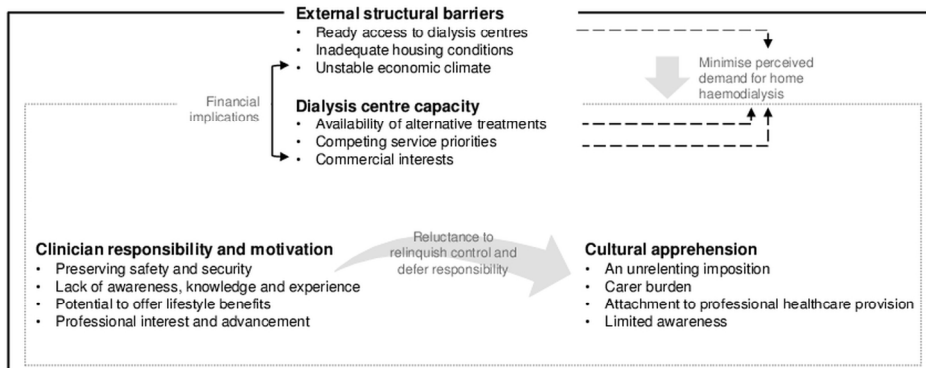 External structural barriers
• Ready access to dialysis centres
• Inadequate housing conditions
• Unstable economic climate
Minimise perceived
demand for home
haemodialysis
Financial
implications
Dialysis centre capacity
• Availability of alternative treatments
• Competing service priorities
• Commercial interests
Clinician responsibility and motivation
• Preserving safety and security
• Lack of awareness, knowledge and experience
• Potential to offer lifestyle benefits
• Professional interest and advancement
Reluctance to
relinquish control and
defer responsibility
Cultural apprehension
• An unrelenting imposition
• Carer burden
• Attachment to professional healthcare provision
• Limited awareness